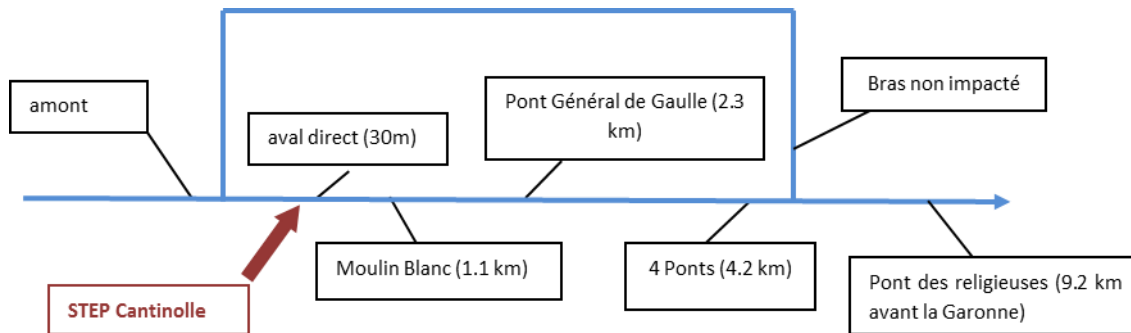 amont
aval direct (30m)
Pont Général de Gaulle (2.3
km)
Bras non impacté
STEP Cantinolle
Moulin Blanc (1.1 km)
4 Ponts (4.2 km)
Pont des religieuses (9.2 km
avant la Garonne)